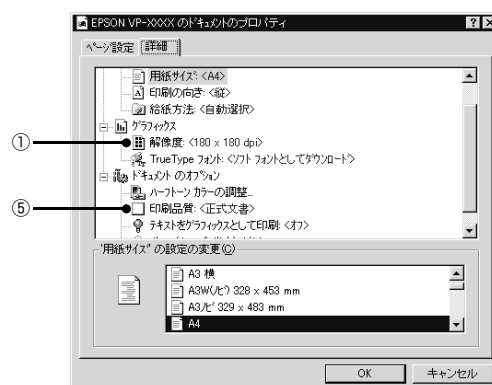 EPSON VP-XXXX のドキュメントのプロパティ
ページ設定 詳細
用紙サイズ: <A4>
印刷の向き: <縦>
給紙方法: <自動選択>
グラフィックス
① 解像度: <180 x 180 dpi>
TrueType フォント: <ソフト フォントとしてダウンロード>
ドキュメント のオプション
ハーフトーン カラーの調整...
⑤ 印刷品質: <正式文書>
テキストをグラフィックスとして印刷: <オフ>
'用紙サイズ' の設定の変更(C)
A3 横
A3W(ノビ) 328 x 453 mm
A3ノビ 329 x 483 mm
A4
OK キャンセル